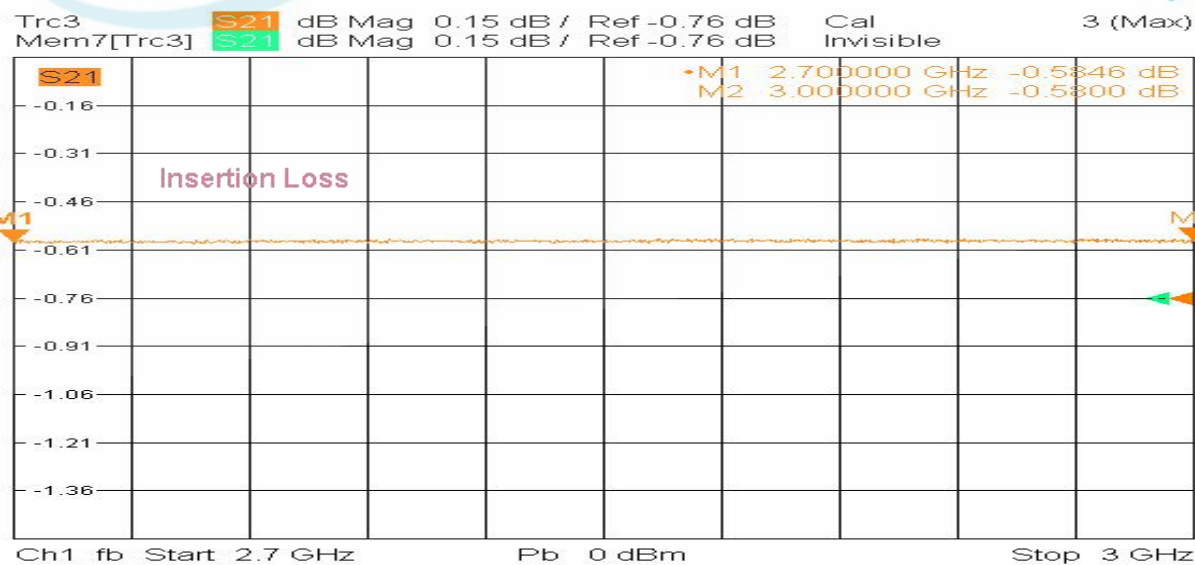 Trc3 S21 dB Mag 0.15 dB / Ref -0.76 dB Cal 3 (Max)
Mem7[Trc3] S21 dB Mag 0.15 dB / Ref -0.76 dB Invisible
S21
•M1 2.700000 GHz -0.5846 dB
M2 3.000000 GHz -0.5800 dB
-0.16
-0.31
Insertion Loss
-0.46
M1
-0.61
-0.76
-0.91
-1.06
-1.21
-1.36
Ch1 fb Start 2.7 GHz Pb 0 dBm Stop 3 GHz